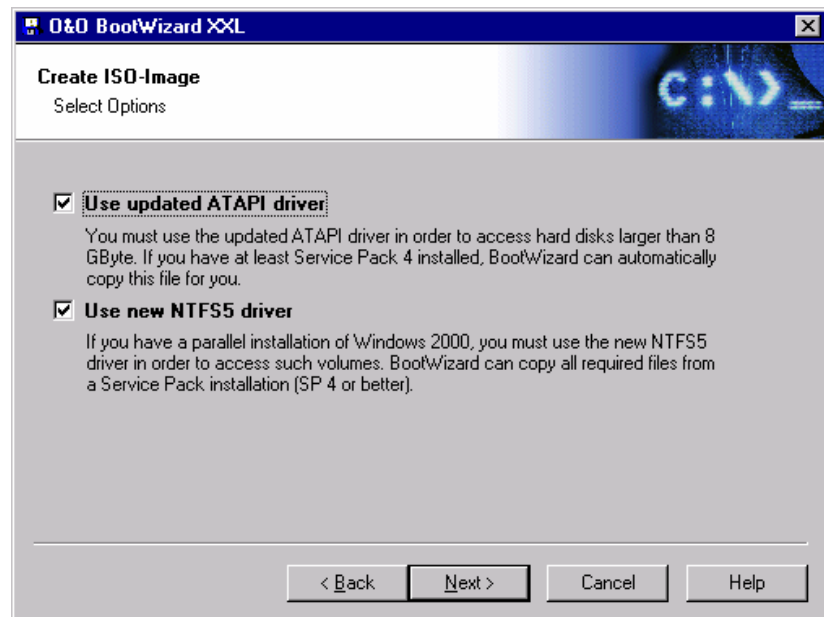 O&O BootWizard XXL
Create ISO-Image
Select Options
C:\>_
Use updated ATAPI driver
You must use the updated ATAPI driver in order to access hard disks larger than 8
GByte. If you have at least Service Pack 4 installed, BootWizard can automatically
copy this file for you.
Use new NTFS5 driver
If you have a parallel installation of Windows 2000, you must use the new NTFS5
driver in order to access such volumes. BootWizard can copy all required files from
a Service Pack installation (SP 4 or better).
< Back Next > Cancel Help